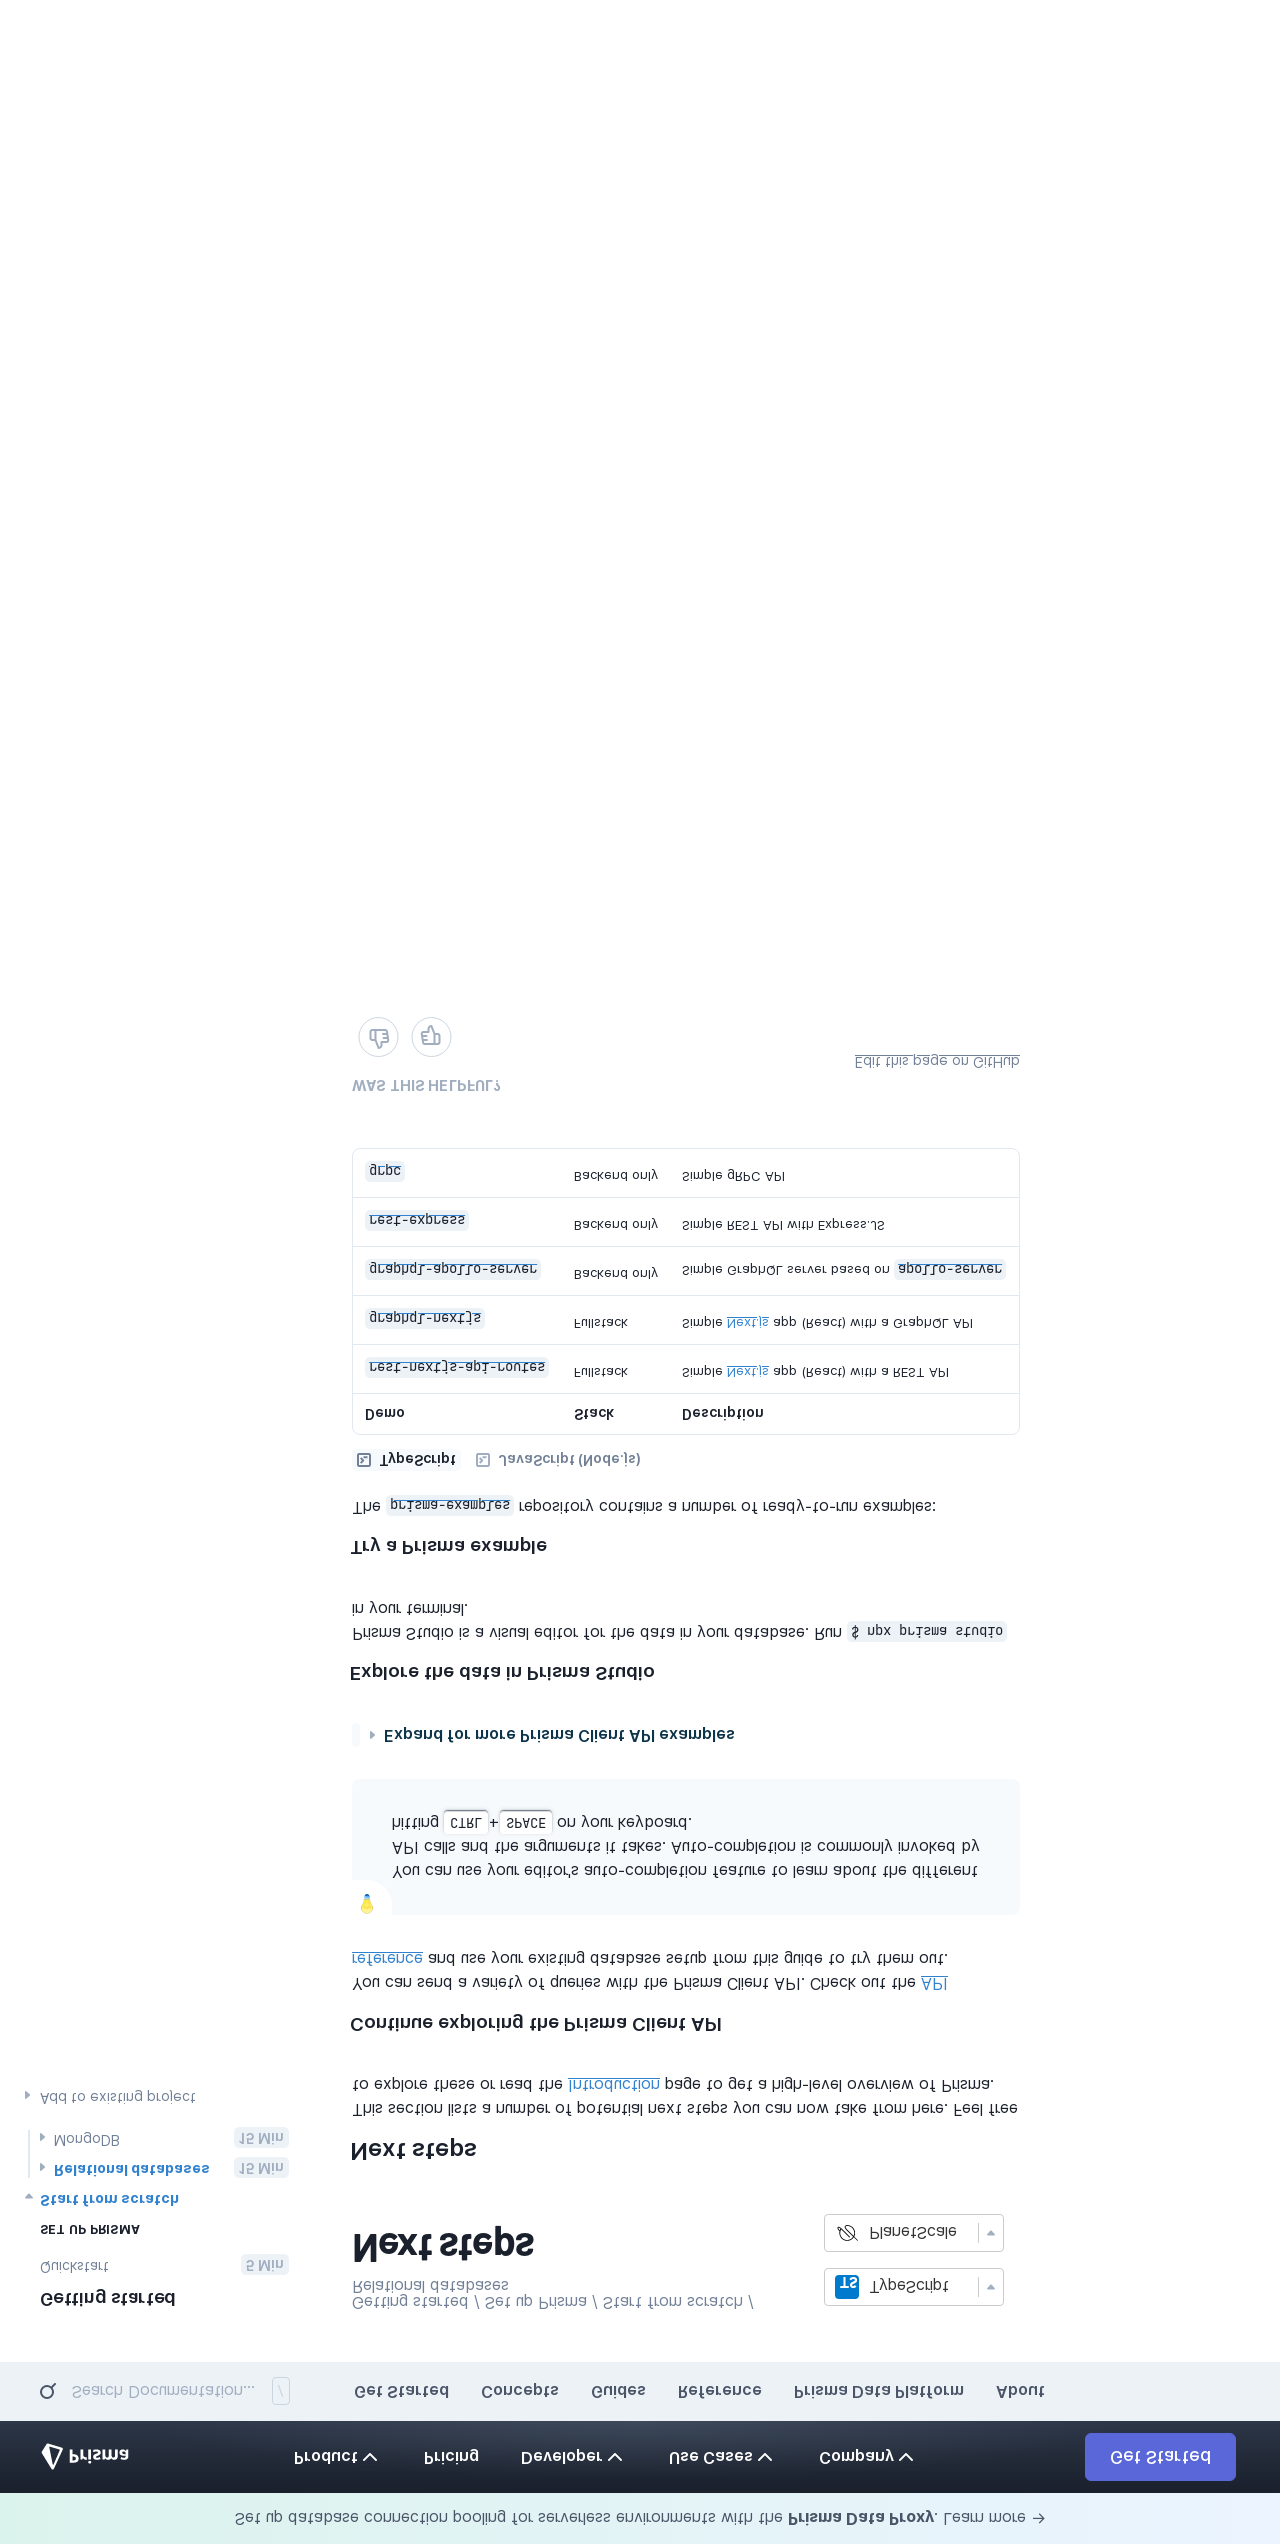 Set up database connection pooling for serverless environments with the Prisma Data Proxy. Learn more →
Prisma
Product
Pricing
Developer
Use Cases
Company
Get Started
Search Documentation...
/
Get Started
Concepts
Guides
Reference
Prisma Data Platform
About
Getting started
Quickstart
5 Min
SET UP PRISMA
Start from scratch
Relational databases
15 Min
MongoDB
15 Min
Add to existing project
Getting started / Set up Prisma / Start from scratch /
Relational databases
Next steps
TS TypeScript
PlanetScale
Next steps
This section lists a number of potential next steps you can now take from here. Feel free
to explore these or read the Introduction page to get a high-level overview of Prisma.
Continue exploring the Prisma Client API
You can send a variety of queries with the Prisma Client API. Check out the API
reference and use your existing database setup from this guide to try them out.
You can use your editor's auto-completion feature to learn about the different
API calls and the arguments it takes. Auto-completion is commonly invoked by
hitting CTRL+SPACE on your keyboard.
Expand for more Prisma Client API examples
Explore the data in Prisma Studio
Prisma Studio is a visual editor for the data in your database. Run $ npx prisma studio
in your terminal.
Try a Prisma example
The prisma-examples repository contains a number of ready-to-run examples:
TypeScript
JavaScript (Node.js)
Demo Stack Description
rest-nextjs-api-routes Fullstack Simple Next.js app (React) with a REST API
graphql-nextjs Fullstack Simple Next.js app (React) with a GraphQL API
graphql-apollo-server Backend only Simple GraphQL server based on apollo-server
rest-express Backend only Simple REST API with Express.JS
grpc Backend only Simple gRPC API
WAS THIS HELPFUL?
Edit this page on GitHub